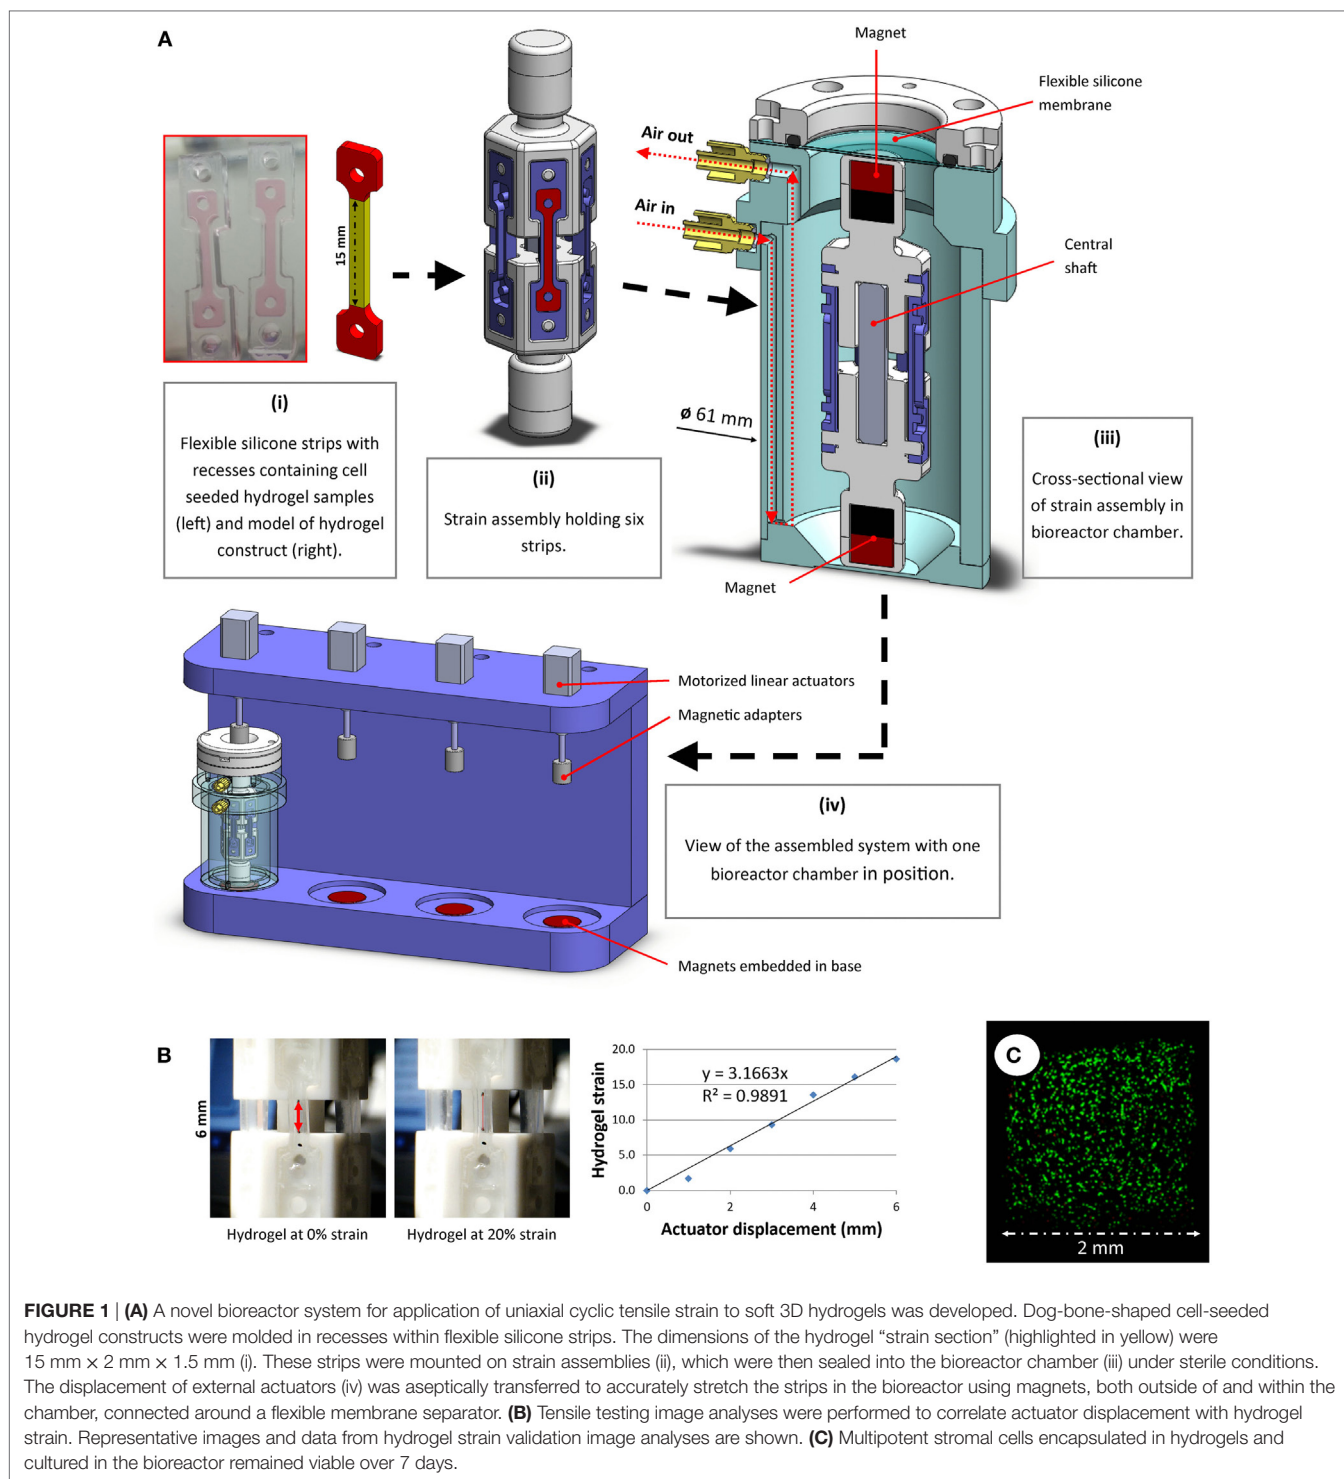 A
Magnet
Flexible silicone
membrane
Air out
Air in
15 mm
Central
shaft
ø 61 mm
(i)
Flexible silicone strips with
recesses containing cell
seeded hydrogel samples
(left) and model of hydrogel
construct (right).
(ii)
Strain assembly holding six
strips.
(iii)
Cross-sectional view
of strain assembly in
bioreactor chamber.
Magnet
Motorized linear actuators
Magnetic adapters
(iv)
View of the assembled system with one
bioreactor chamber in position.
Magnets embedded in base
B
6 mm
Hydrogel at 0% strain
Hydrogel at 20% strain
Hydrogel strain
20.0
15.0
10.0
5.0
0.0
y = 3.1663x
R² = 0.9891
0 2 4 6
Actuator displacement (mm)
C
2 mm
FIGURE 1 | (A) A novel bioreactor system for application of uniaxial cyclic tensile strain to soft 3D hydrogels was developed. Dog-bone-shaped cell-seeded
hydrogel constructs were molded in recesses within flexible silicone strips. The dimensions of the hydrogel “strain section” (highlighted in yellow) were
15 mm × 2 mm × 1.5 mm (i). These strips were mounted on strain assemblies (ii), which were then sealed into the bioreactor chamber (iii) under sterile conditions.
The displacement of external actuators (iv) was aseptically transferred to accurately stretch the strips in the bioreactor using magnets, both outside of and within the
chamber, connected around a flexible membrane separator. (B) Tensile testing image analyses were performed to correlate actuator displacement with hydrogel
strain. Representative images and data from hydrogel strain validation image analyses are shown. (C) Multipotent stromal cells encapsulated in hydrogels and
cultured in the bioreactor remained viable over 7 days.